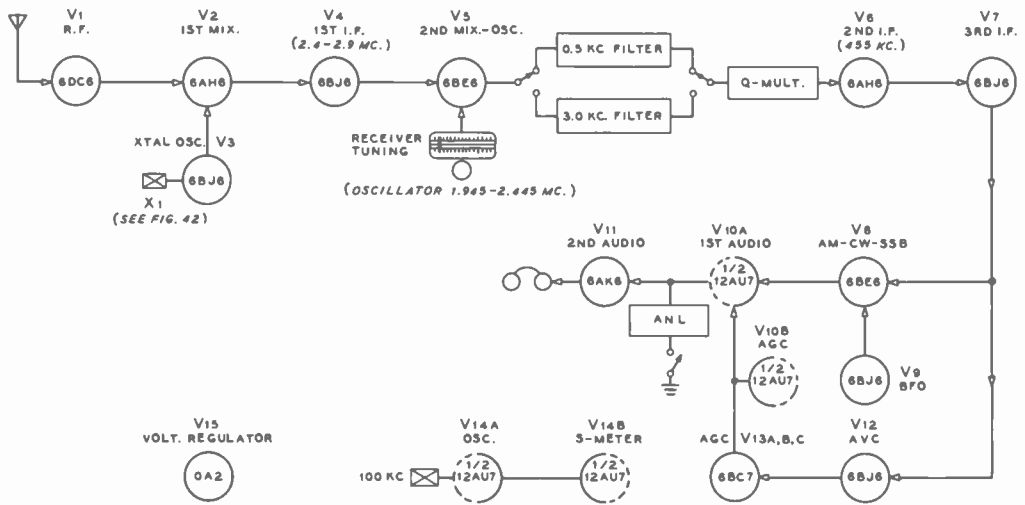 V1
R.F.
6DC6
V2
1ST MIX.
6AH6
V4
1ST I.F.
(2.4-2.9 MC.)
6BJ6
V5
2ND MIX.-OSC.
6BE6
0.5 KC FILTER
3.0 KC. FILTER
Q-MULT.
V6
2ND I.F.
(455 KC.)
6AH6
V7
3RD I.F.
6BJ6
XTAL OSC. V3
6BJ6
X1
(SEE FIG. 42)
RECEIVER
TUNING
(OSCILLATOR 1.945-2.445 MC.)
V11
2ND AUDIO
6AK6
V10A
1ST AUDIO
1/2
12AU7
V8
AM-CW-SSB
6BE6
ANL
V10B
AGC
1/2
12AU7
6BJ6
V9
BFO
V15
VOLT. REGULATOR
0A2
V14A
OSC.
100 KC
1/2
12AU7
V14B
S-METER
1/2
12AU7
AGC V13A,B,C
6BC7
V12
AVC
6BJ6